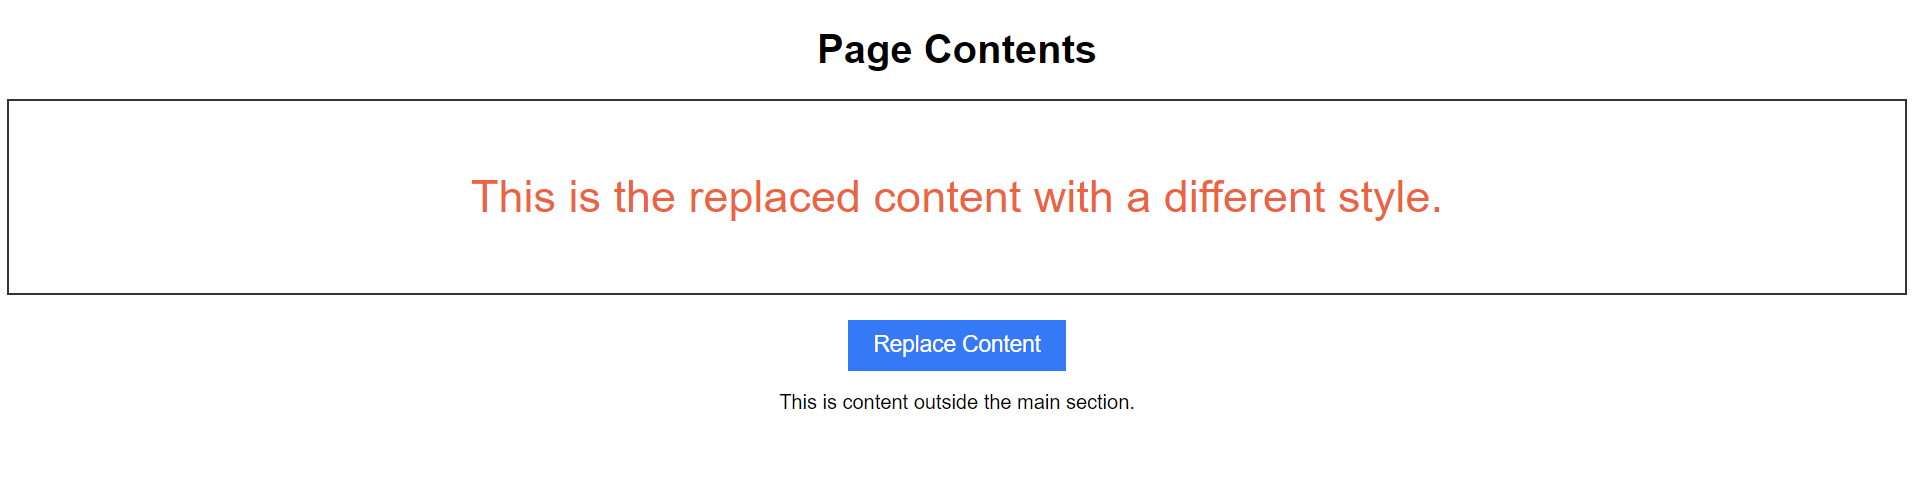 Page Contents
This is the replaced content with a different style.
Replace Content
This is content outside the main section.